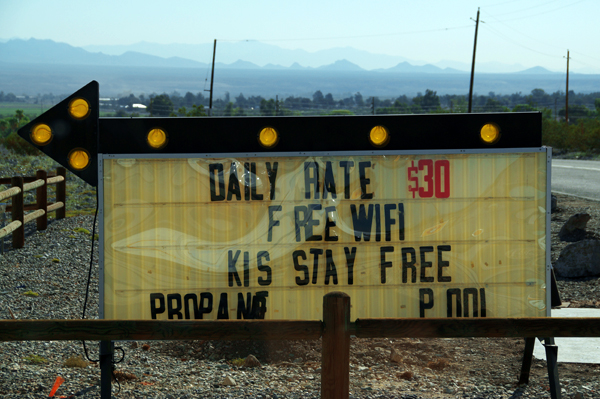 DAILY RATE $30
FREE WIFI
KIS STAY FREE
PROPANE POOL